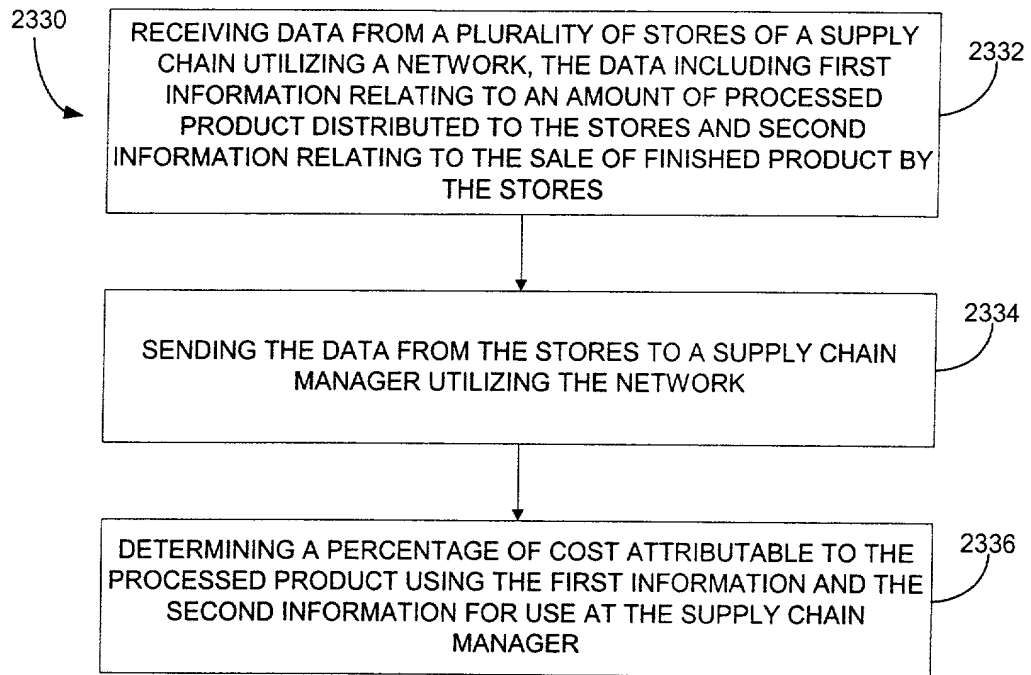 2330
RECEIVING DATA FROM A PLURALITY OF STORES OF A SUPPLY
CHAIN UTILIZING A NETWORK, THE DATA INCLUDING FIRST
INFORMATION RELATING TO AN AMOUNT OF PROCESSED
PRODUCT DISTRIBUTED TO THE STORES AND SECOND
INFORMATION RELATING TO THE SALE OF FINISHED PRODUCT BY
THE STORES
2332
SENDING THE DATA FROM THE STORES TO A SUPPLY CHAIN
MANAGER UTILIZING THE NETWORK
2334
DETERMINING A PERCENTAGE OF COST ATTRIBUTABLE TO THE
PROCESSED PRODUCT USING THE FIRST INFORMATION AND THE
SECOND INFORMATION FOR USE AT THE SUPPLY CHAIN
MANAGER
2336